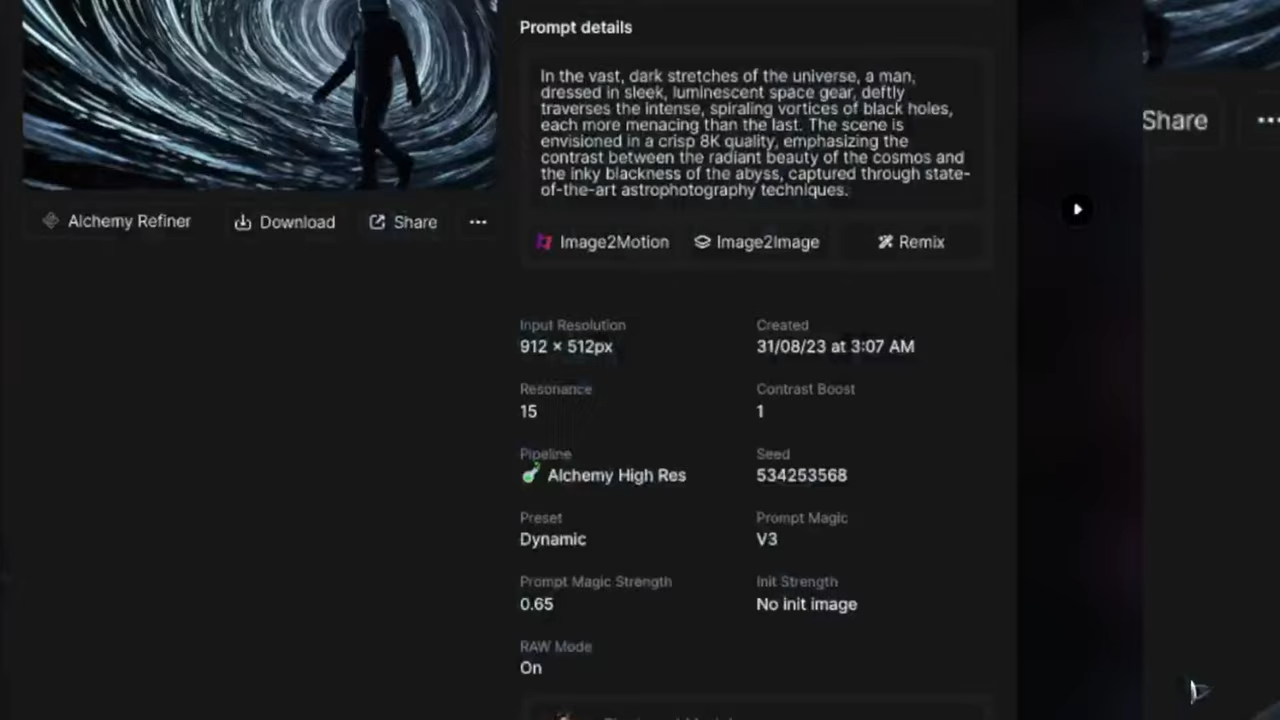 Prompt details
In the vast, dark stretches of the universe, a man,
dressed in sleek, luminescent space gear, deftly
traverses the intense, spiraling vortices of black holes,
each more menacing than the last. The scene is
envisioned in a crisp 8K quality, emphasizing the
contrast between the radiant beauty of the cosmos and
the inky blackness of the abyss, captured through state-
of-the-art astrophotography techniques.
Alchemy Refiner
Download
Share
Image2Motion
Image2Image
Remix
Input Resolution
912 × 512px
Created
31/08/23 at 3:07 AM
Resonance
15
Contrast Boost
1
Pipeline
Alchemy High Res
Seed
534253568
Preset
Dynamic
Prompt Magic
V3
Prompt Magic Strength
0.65
Init Strength
No init image
RAW Mode
On
Share